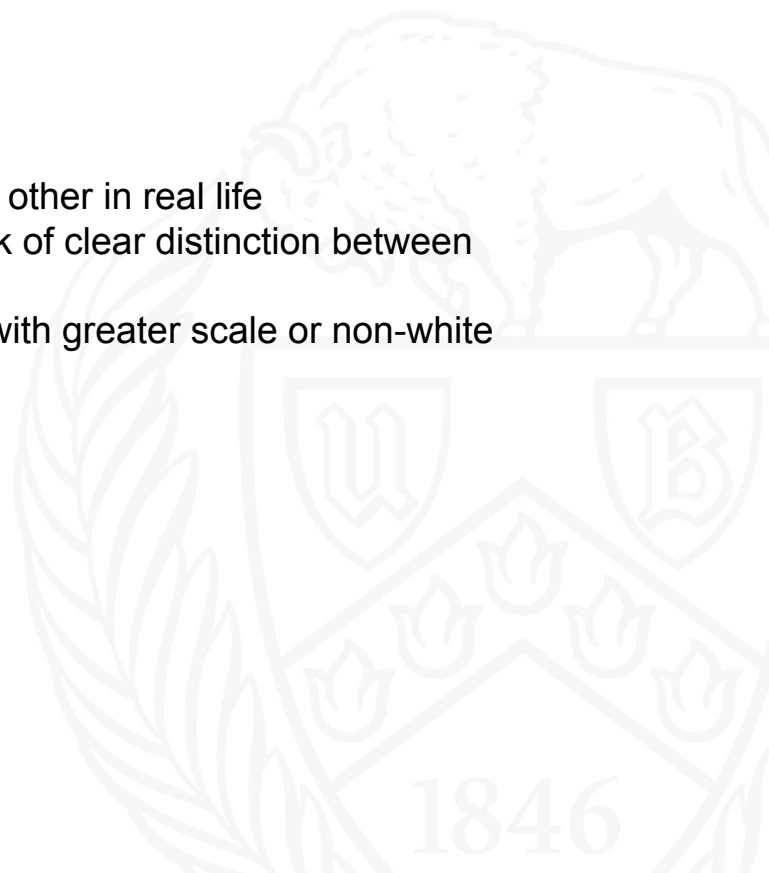 other in real life
k of clear distinction between
with greater scale or non-white
U B
1846